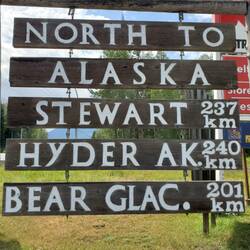 NORTH TO
ALASKA
STEWART 237 km
HYDER AK. 240 km
BEAR GLAC. 201 km